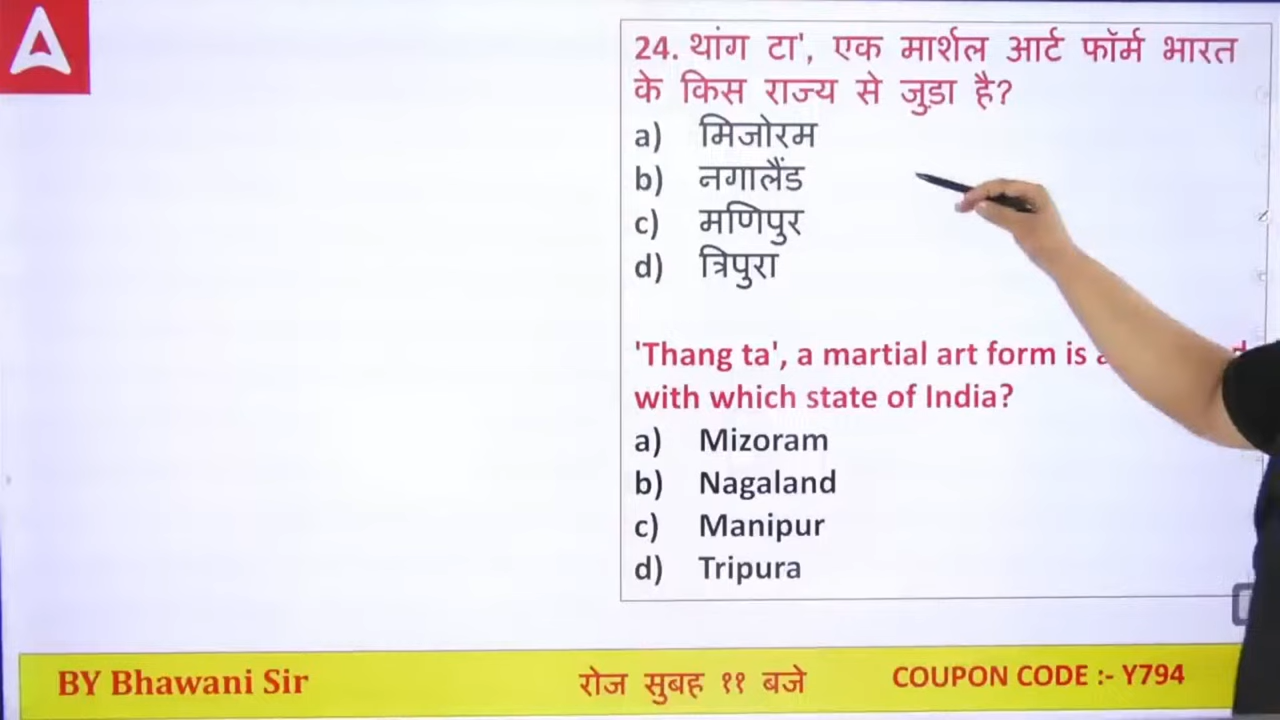 24. थांग टा', एक मार्शल आर्ट फॉर्म भारत
के किस राज्य से जुड़ा है?
a) मिजोरम
b) नगालैंड
c) मणिपुर
d) त्रिपुरा
'Thang ta', a martial art form is
with which state of India?
a) Mizoram
b) Nagaland
c) Manipur
d) Tripura
BY Bhawani Sir
रोज सुबह ११ बजे
COUPON CODE :- Y794